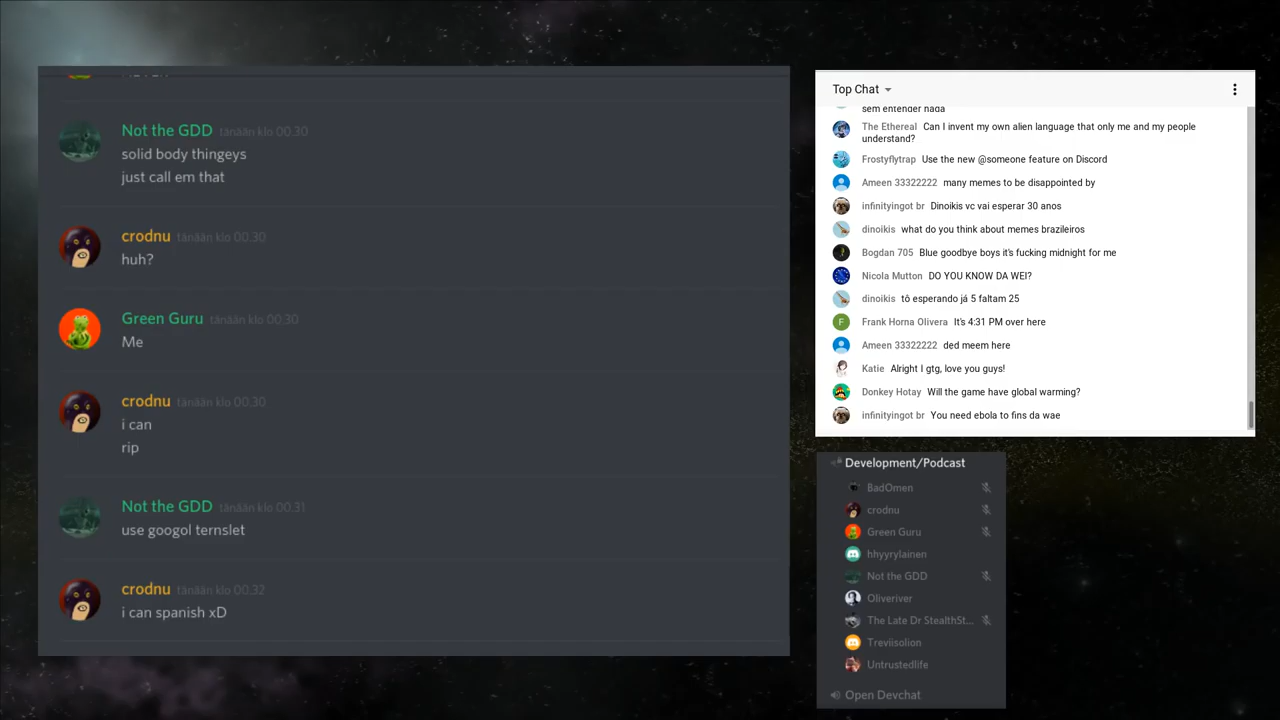 Not the GDD tänään klo 00.30
solid body thingeys
just call em that
crodnu tänään klo 00.30
huh?
Green Guru tänään klo 00.30
Me
crodnu tänään klo 00.30
i can
rip
Not the GDD tänään klo 00.31
use googol ternslet
crodnu tänään klo 00.32
i can spanish xD
Top Chat
sem entender nada
The Ethereal Can I invent my own alien language that only me and my people
understand?
Frostyflytrap Use the new @someone feature on Discord
Ameen 33322222 many memes to be disappointed by
infinityingot br Dinoikis vc vai esperar 30 anos
dinoikis what do you think about memes brazileiros
Bogdan 705 Blue goodbye boys it's fucking midnight for me
Nicola Mutton DO YOU KNOW DA WEI?
dinoikis tô esperando já 5 faltam 25
F
Frank Horna Olivera It's 4:31 PM over here
Ameen 33322222 ded meem here
Katie Alright I gtg, love you guys!
Donkey Hotay Will the game have global warming?
infinityingot br You need ebola to fins da wae
Development/Podcast
BadOmen
crodnu
Green Guru
hhyyrylainen
Not the GDD
Oliveriver
The Late Dr StealthSt...
Treviisolion
Untrustedlife
Open Devchat